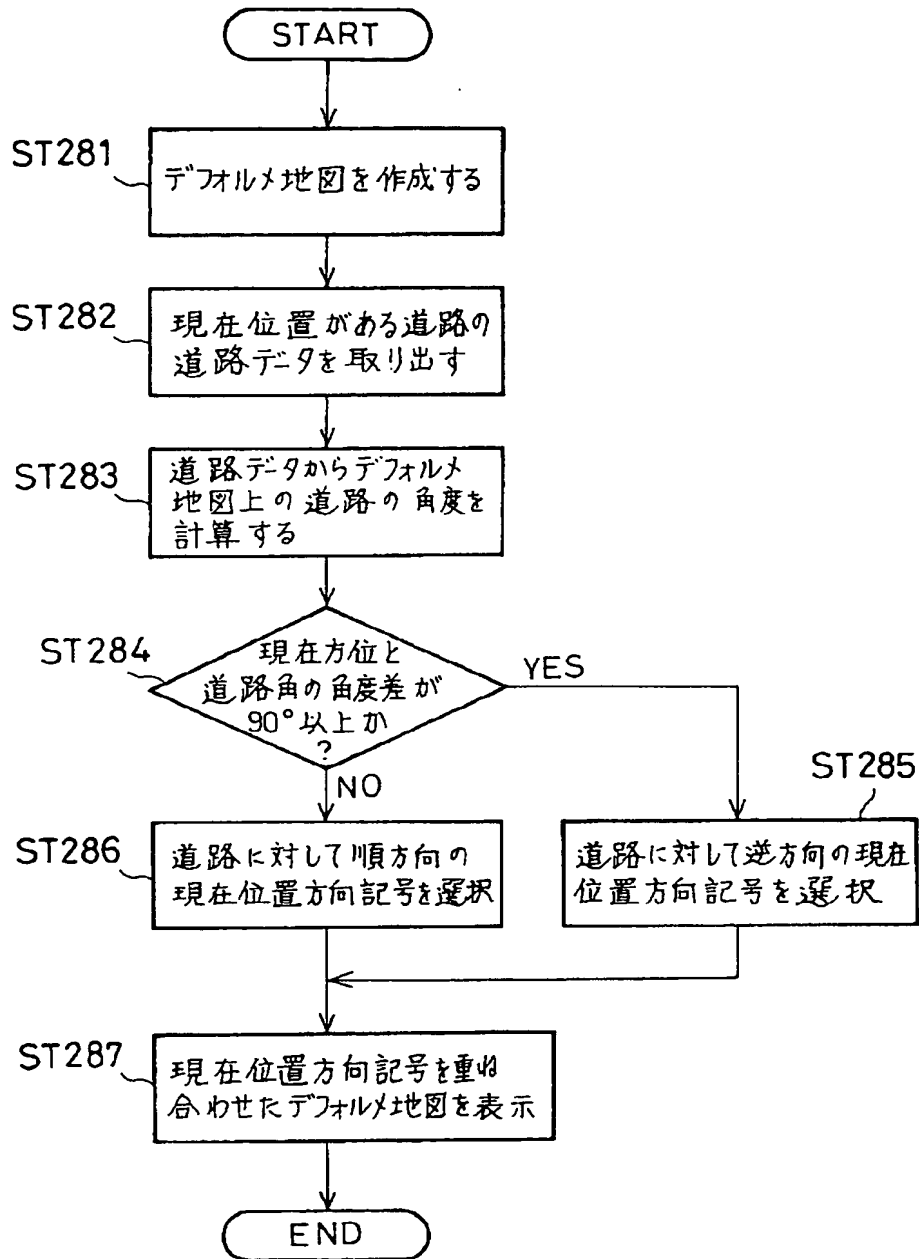 START
ST281
デフォルメ地図を作成する
ST282
現在位置がある道路の
道路データを取り出す
ST283
道路データからデフォルメ
地図上の道路の角度を
計算する
ST284
現在方位と
道路角の角度差が
90°以上か
?
YES
NO
ST285
道路に対して逆方向の現在
位置方向記号を選択
ST286
道路に対して順方向の
現在位置方向記号を選択
ST287
現在位置方向記号を重ね
合わせたデフォルメ地図を表示
END